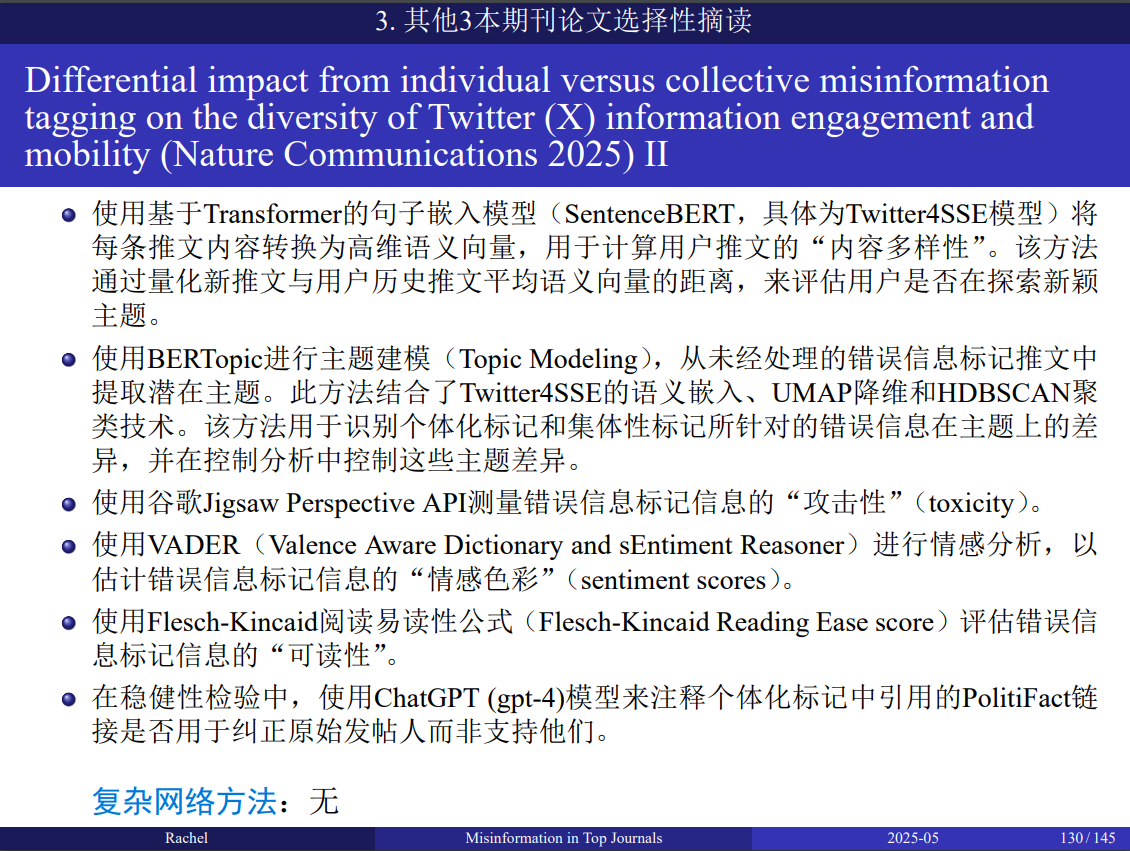 3. 其他3本期刊论文选择性摘读
Differential impact from individual versus collective misinformation
tagging on the diversity of Twitter (X) information engagement and
mobility (Nature Communications 2025) II
使用基于Transformer的句子嵌入模型（SentenceBERT，具体为Twitter4SSE模型）将
每条推文内容转换为高维语义向量，用于计算用户推文的“内容多样性”。该方法
通过量化新推文与用户历史推文平均语义向量的距离，来评估用户是否在探索新颖
主题。
使用BERTopic进行主题建模（Topic Modeling），从未经处理的错误信息标记推文中
提取潜在主题。此方法结合了Twitter4SSE的语义嵌入、UMAP降维和HDBSCAN聚
类技术。该方法用于识别个体化标记和集体性标记所针对的错误信息在主题上的差
异，并在控制分析中控制这些主题差异。
使用谷歌Jigsaw Perspective API测量错误信息标记信息的“攻击性”（toxicity）。
使用VADER（Valence Aware Dictionary and sEntiment Reasoner）进行情感分析，以
估计错误信息标记信息的“情感色彩”（sentiment scores）。
使用Flesch-Kincaid阅读易读性公式（Flesch-Kincaid Reading Ease score）评估错误信
息标记信息的“可读性”。
在稳健性检验中，使用ChatGPT (gpt-4)模型来注释个体化标记中引用的PolitiFact链
接是否用于纠正原始发帖人而非支持他们。
复杂网络方法：无
Rachel
Misinformation in Top Journals
2025-05
130 / 145